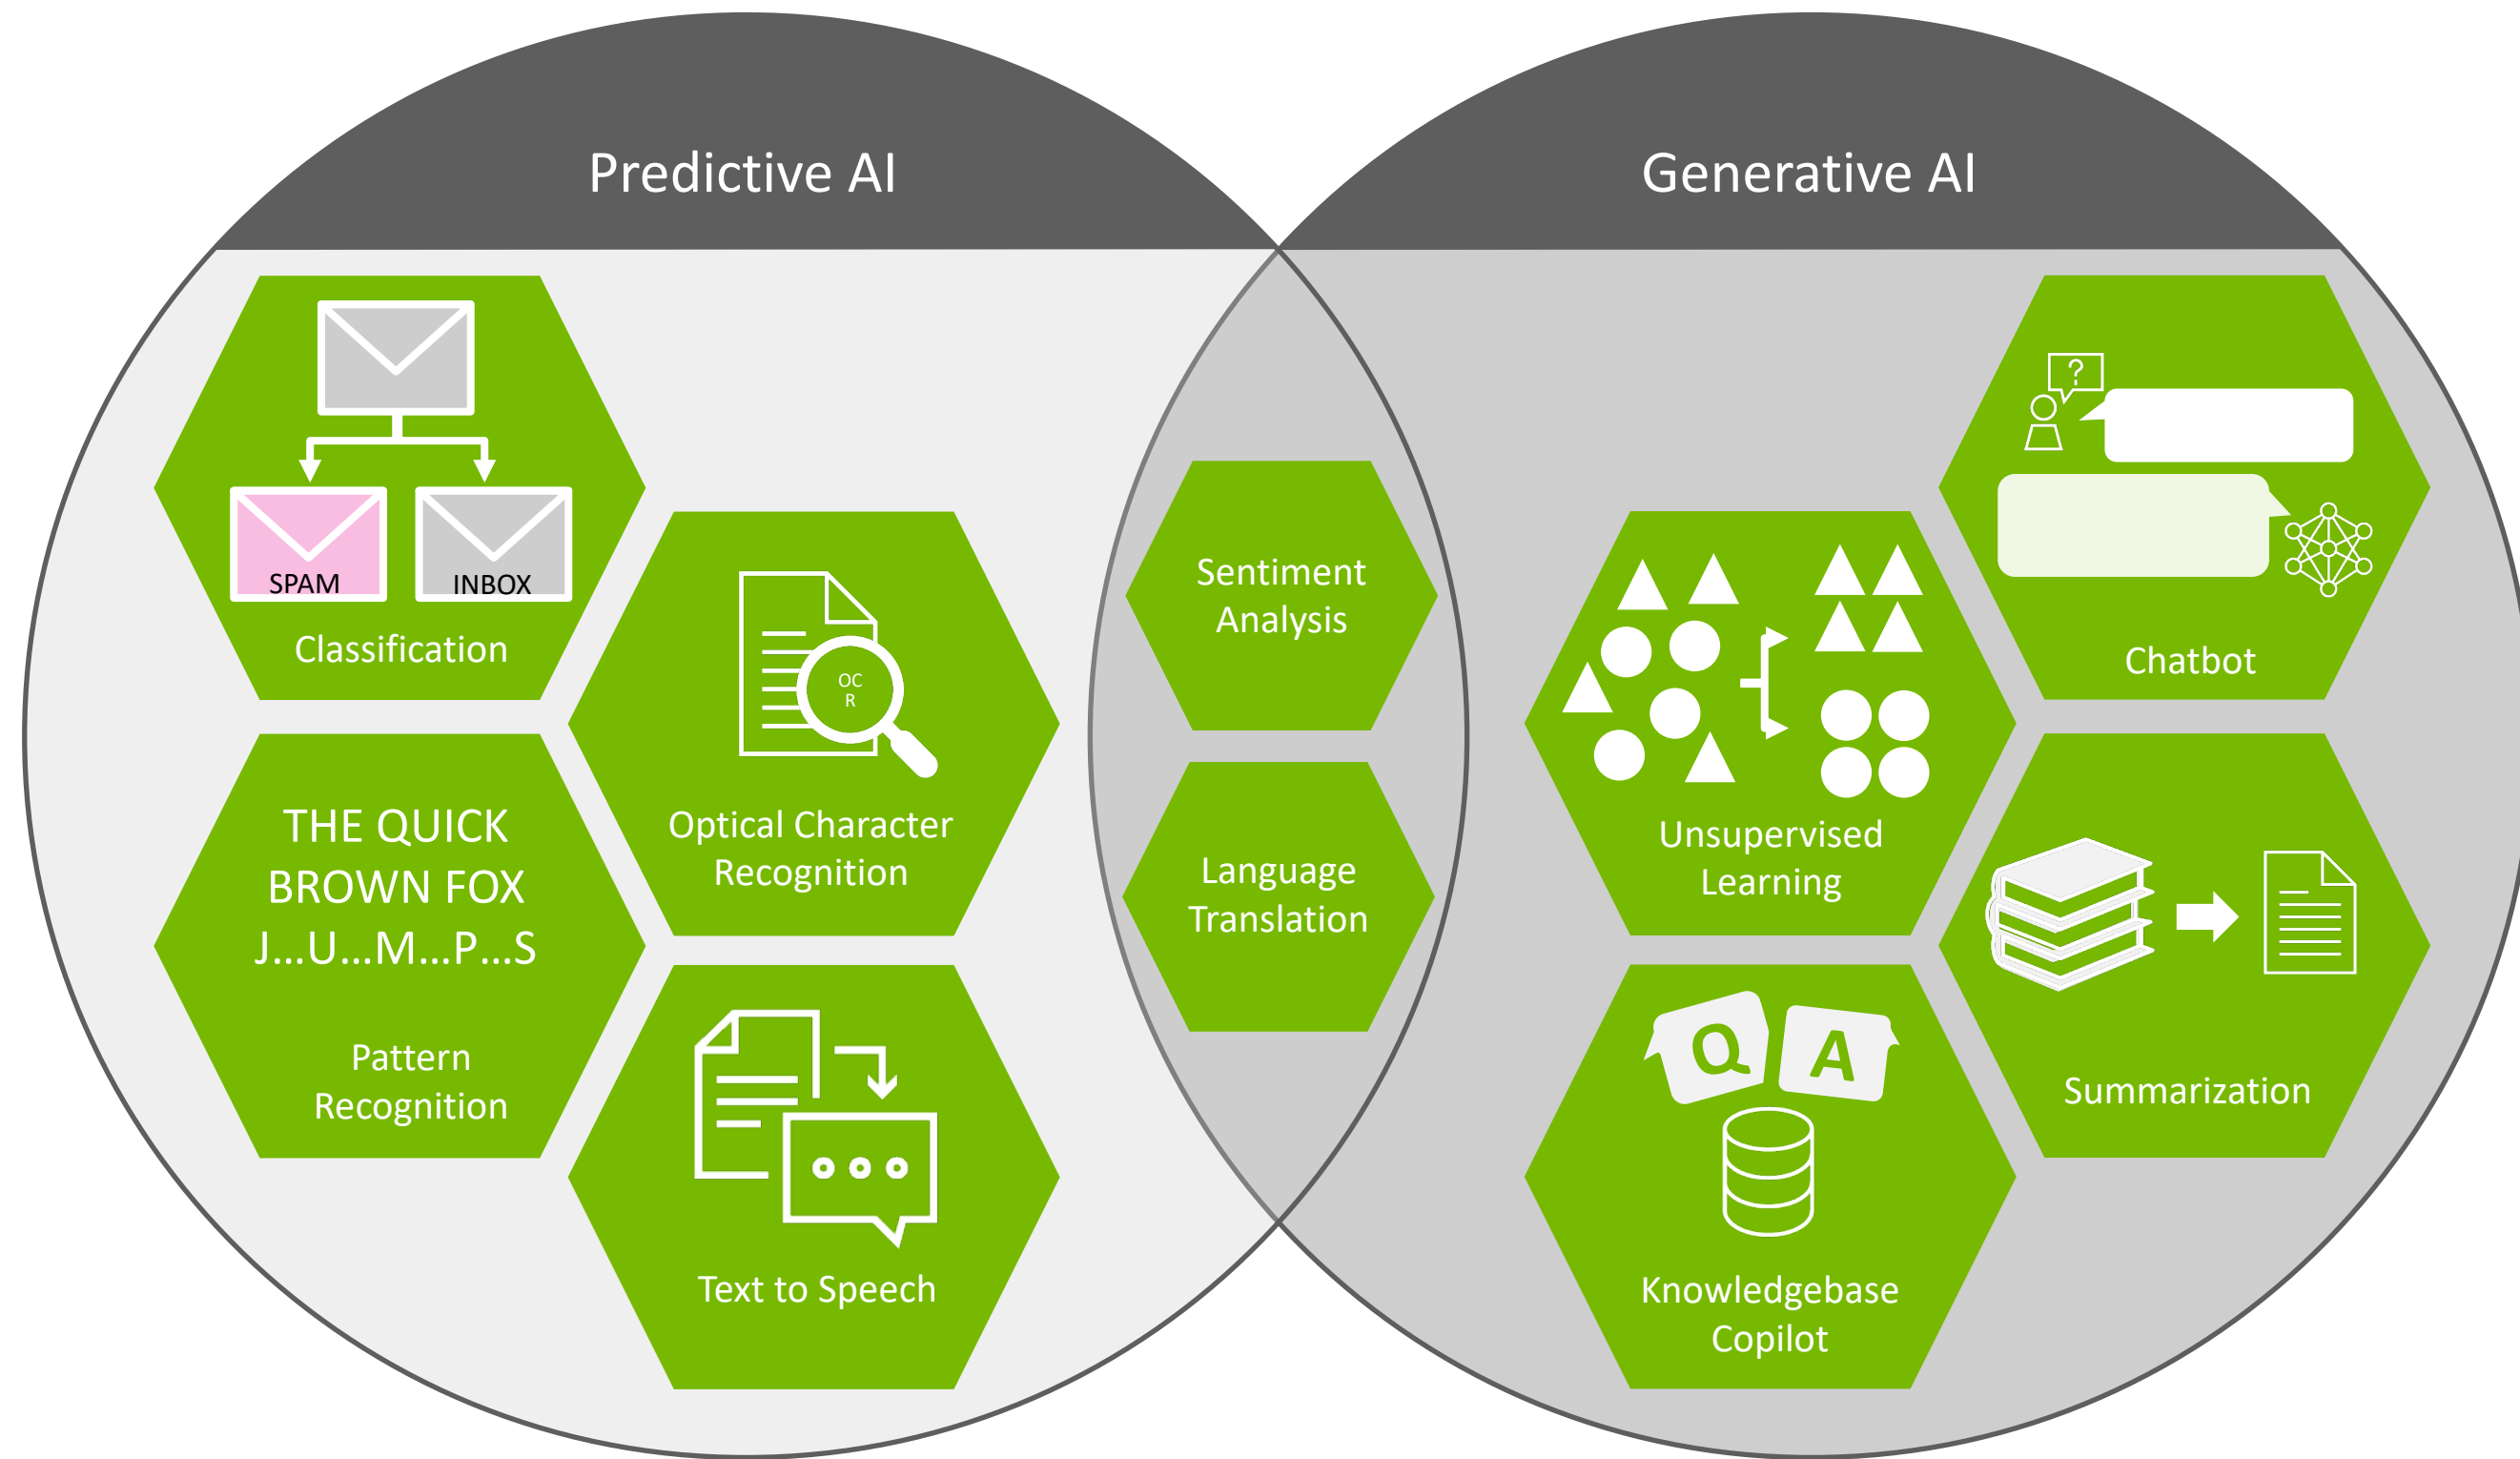 Predictive AI
Generative AI
SPAM
INBOX
Classification
OC
R
Optical Character
Recognition
THE QUICK
BROWN FOX
J...U...M...P...S
Pattern
Recognition
Text to Speech
Sentiment
Analysis
Language
Translation
?
Chatbot
Unsupervised
Learning
Summarization
Q
A
Knowledgebase
Copilot